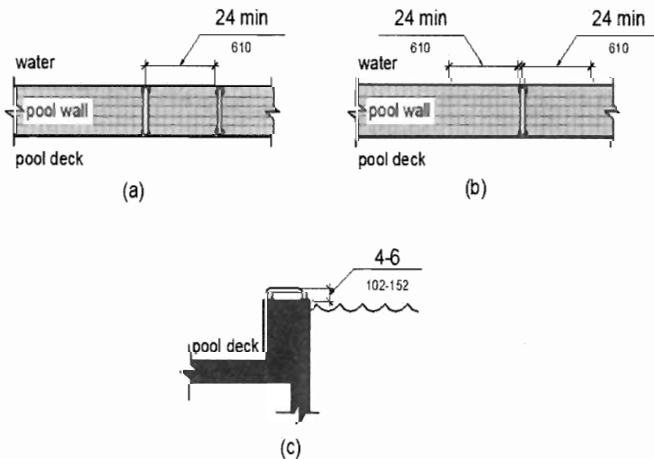 24 min
610
water
pool wall
pool deck
(a)
24 min
24 min
610
610
water
pool wall
pool deck
(b)
4-6
102-152
pool deck
(c)